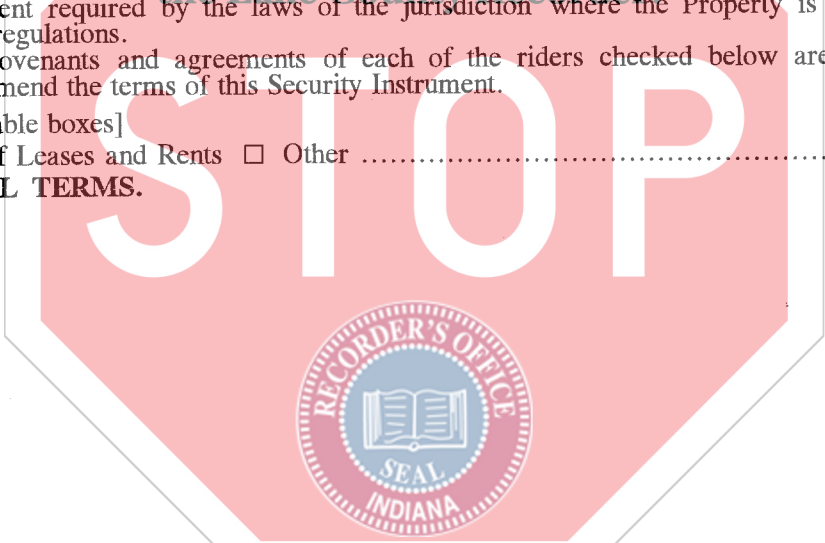 ent required by the laws of the jurisdiction where the Property is
regulations.
ovenants and agreements of each of the riders checked below are
mend the terms of this Security Instrument.
able boxes]
f Leases and Rents ☐ Other ....................................................................
L TERMS.
STOP
RECORDER'S OFFICE
SEAL
INDIANA